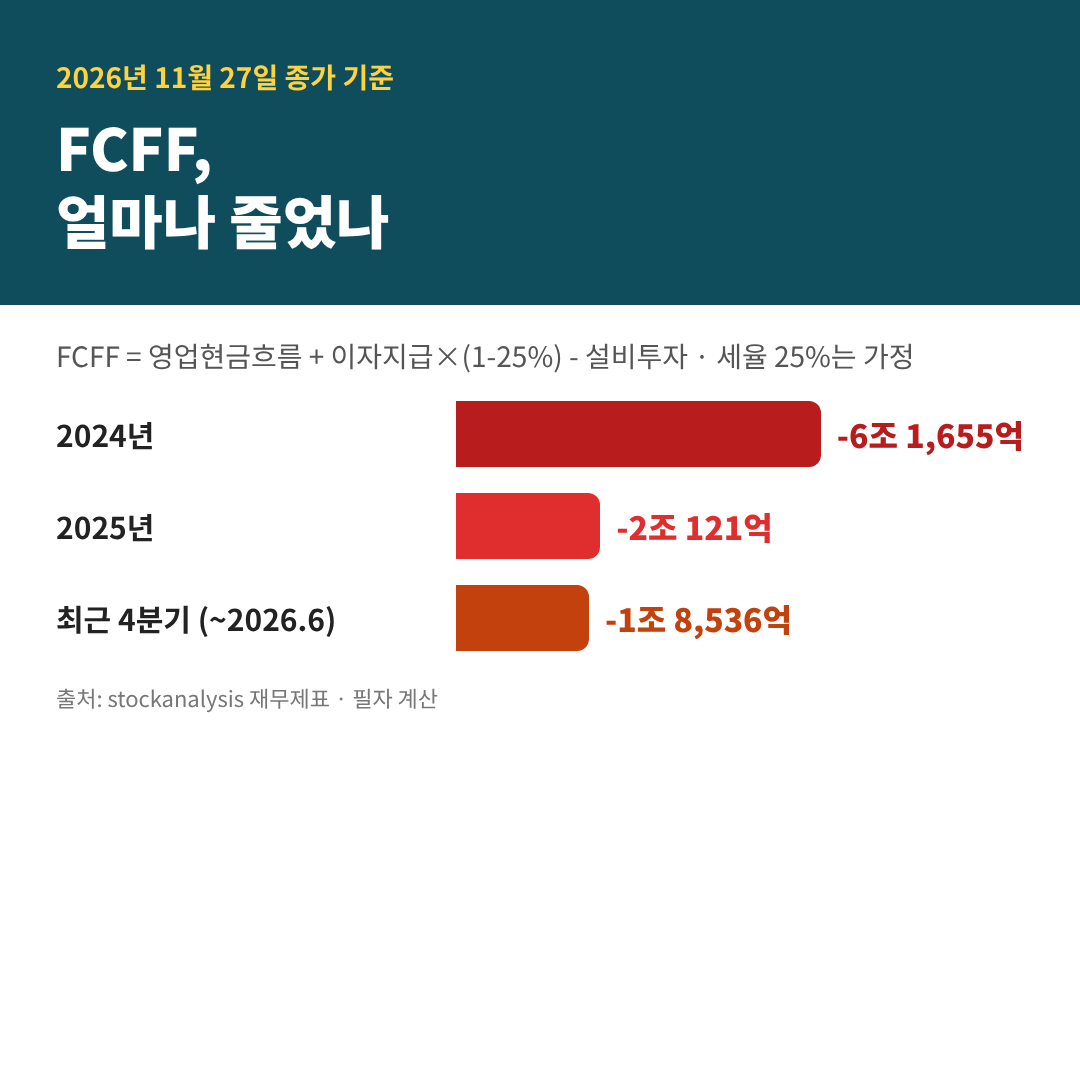 2026년 11월 27일 종가 기준
FCFF,
얼마나 줄었나
FCFF = 영업현금흐름 + 이자지급×(1-25%) - 설비투자 · 세율 25%는 가정
2024년 -6조 1,655억
2025년 -2조 121억
최근 4분기 (~2026.6) -1조 8,536억
출처: stockanalysis 재무제표 · 필자 계산